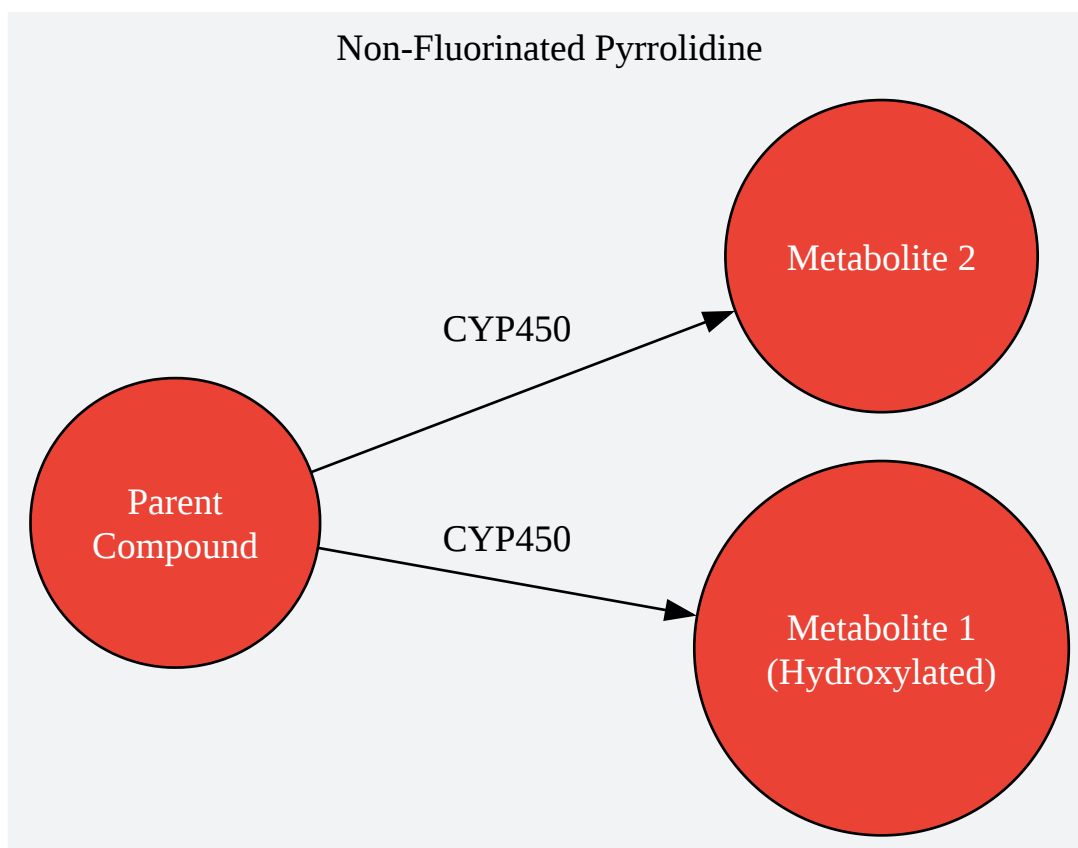 Non-Fluorinated Pyrrolidine
Metabolite 2
CYP450
Parent
Compound
CYP450
Metabolite 1
(Hydroxylated)